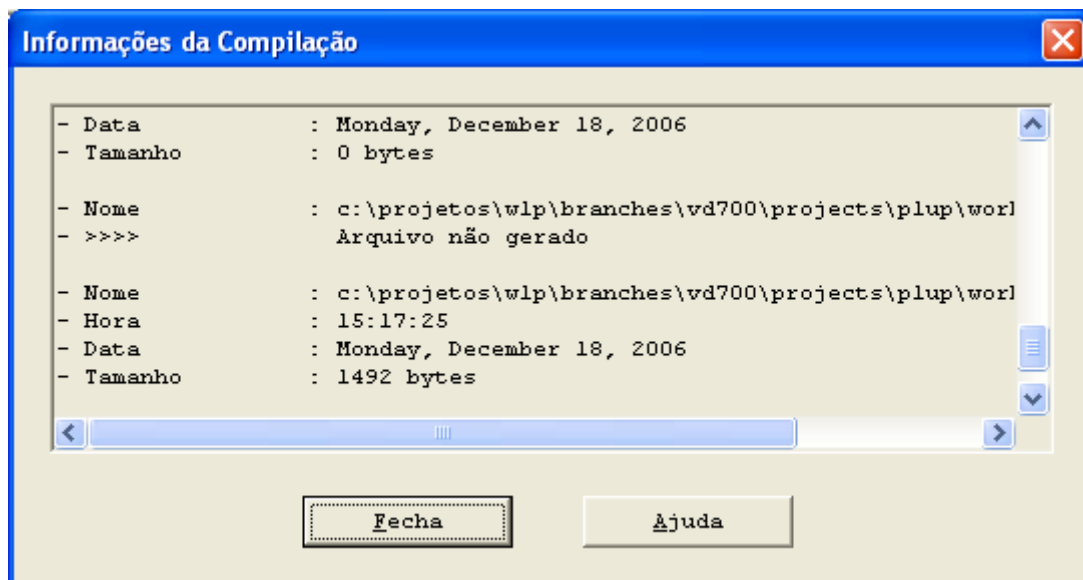 Informações da Compilação
- Data : Monday, December 18, 2006
- Tamanho : 0 bytes
- Nome : c:\projetos\wlp\branches\vd700\projects\plup\worl
- >>>> Arquivo não gerado
- Nome : c:\projetos\wlp\branches\vd700\projects\plup\worl
- Hora : 15:17:25
- Data : Monday, December 18, 2006
- Tamanho : 1492 bytes
Fecha Ajuda